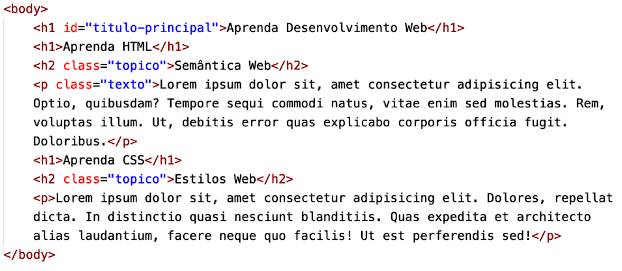 <body>
<h1 id="titulo-principal">Aprenda Desenvolvimento Web</h1>
<h1>Aprenda HTML</h1>
<h2 class="topico">Semântica Web</h2>
<p class="texto">Lorem ipsum dolor sit, amet consectetur adipisicing elit.
Optio, quibusdam? Tempore sequi commodi natus, vitae enim sed molestias. Rem,
voluptas illum. Ut, debitis error quas explicabo corporis officia fugit.
Doloribus.</p>
<h1>Aprenda CSS</h1>
<h2 class="topico">Estilos Web</h2>
<p>Lorem ipsum dolor sit, amet consectetur adipisicing elit. Dolores, repellat
dicta. In distinctio quasi nesciunt blanditiis. Quas expedita et architecto
alias laudantium, facere neque quo facilis! Ut est perferendis sed!</p>
</body>